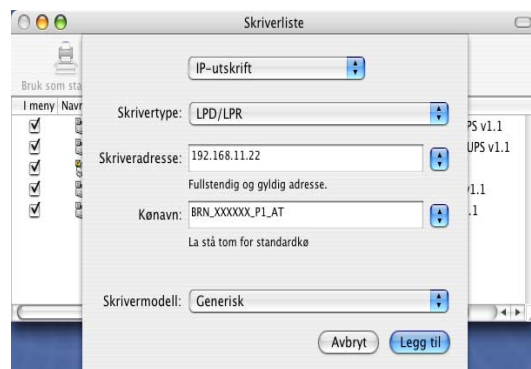 Skriverliste
IP-utskrift
Bruk som sta
I meny Navn
Skrivertype: LPD/LPR
PS v1.1
UPS v1.1
Skriveradresse: 192.168.11.22
Fullstendig og gyldig adresse.
v1.1
.1
Kønavn: BRN_XXXXXX_P1_AT
La stå tom for standardkø
Skrivermodell: Generisk
Avbryt Legg til